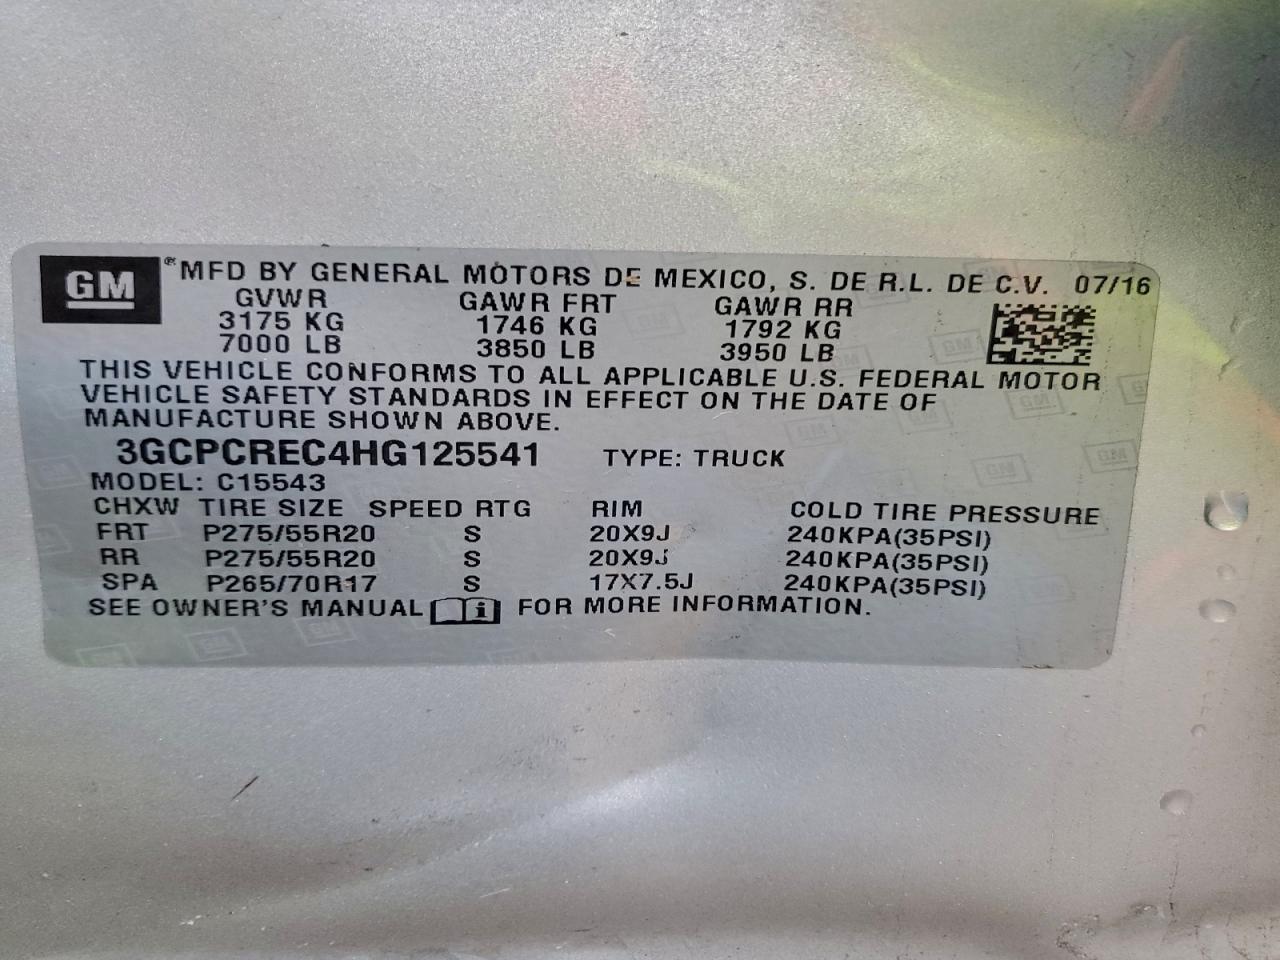 GM ®MFD BY GENERAL MOTORS DE MEXICO, S. DE R.L. DE C.V. 07/16
GVWR GAWR FRT GAWR RR
3175 KG 1746 KG 1792 KG
7000 LB 3850 LB 3950 LB
THIS VEHICLE CONFORMS TO ALL APPLICABLE U.S. FEDERAL MOTOR
VEHICLE SAFETY STANDARDS IN EFFECT ON THE DATE OF
MANUFACTURE SHOWN ABOVE.
3GCPCREC4HG125541 TYPE: TRUCK
MODEL: C15543
CHXW TIRE SIZE SPEED RTG RIM COLD TIRE PRESSURE
FRT P275/55R20 S 20X9J 240KPA(35PSI)
RR P275/55R20 S 20X9J 240KPA(35PSI)
SPA P265/70R17 S 17X7.5J 240KPA(35PSI)
SEE OWNER'S MANUAL i FOR MORE INFORMATION.